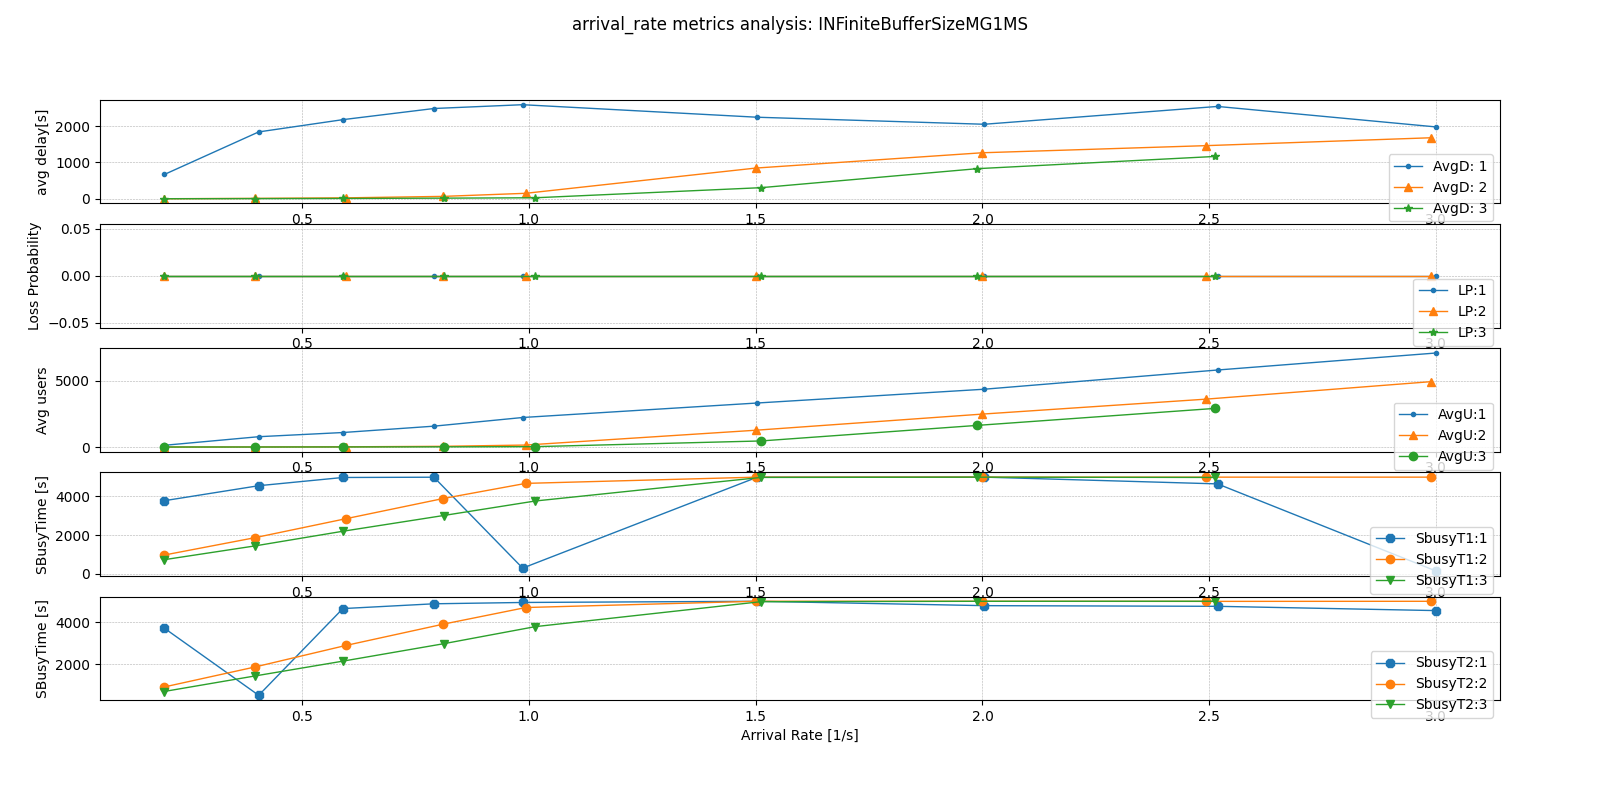 arrival_rate metrics analysis: INFiniteBufferSizeMG1MS
avg delay[s]
2000
1000
0
AvgD: 1
AvgD: 2
AvgD: 3
0.5
1.0
1.5
2.0
2.5
3.0
Loss Probability
0.05
0.00
−0.05
LP:1
LP:2
LP:3
0.5
1.0
1.5
2.0
2.5
3.0
Avg users
5000
0
AvgU:1
AvgU:2
AvgU:3
0.5
1.0
1.5
2.0
2.5
3.0
SBusyTime [s]
4000
2000
0
SbusyT1:1
SbusyT1:2
SbusyT1:3
0.5
1.0
1.5
2.0
2.5
3.0
SBusyTime [s]
4000
2000
SbusyT2:1
SbusyT2:2
SbusyT2:3
0.5
1.0
1.5
2.0
2.5
3.0
Arrival Rate [1/s]